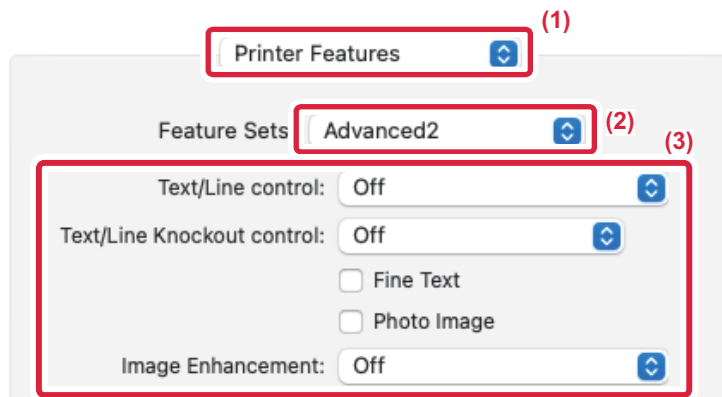 (1)
Printer Features
Feature Sets Advanced2 (2)
(3)
Text/Line control: Off
Text/Line Knockout control: Off
Fine Text
Photo Image
Image Enhancement: Off